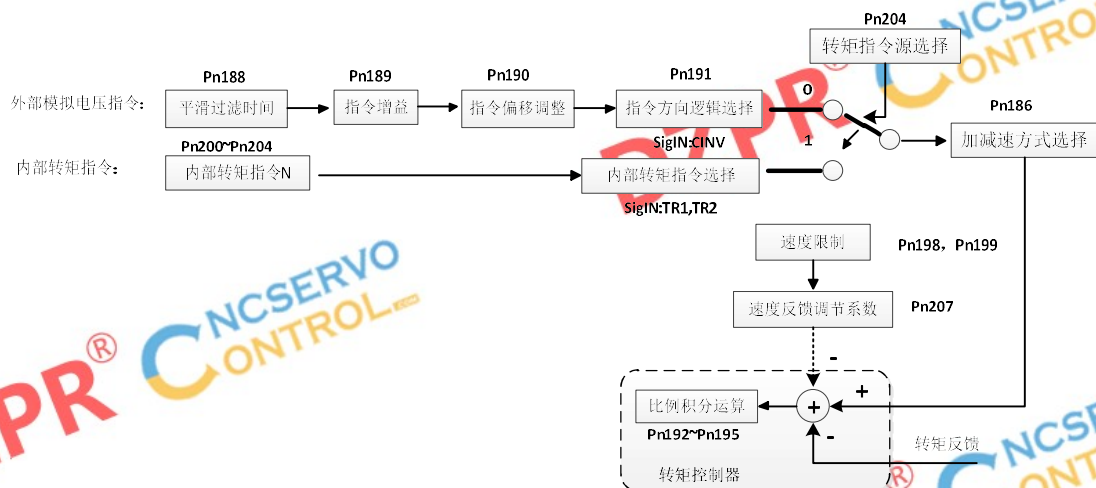 Pn204
转矩指令源选择
Pn188
Pn189
Pn190
Pn191
0
外部模拟电压指令:
平滑过滤时间
指令增益
指令偏移调整
指令方向逻辑选择
Pn186
SigIN:CINV
加减速方式选择
Pn200~Pn204
1
内部转矩指令:
内部转矩指令N
内部转矩指令选择
SigIN:TR1,TR2
速度限制
Pn198，Pn199
速度反馈调节系数
Pn207
-
+
比例积分运算
+
Pn192~Pn195
-
转矩反馈
转矩控制器
DZPR®
NCSERVO
CONTROL.COM
NCSERVO
CONTROL.COM
ZPR®
NCSERVO
CONTROL
®